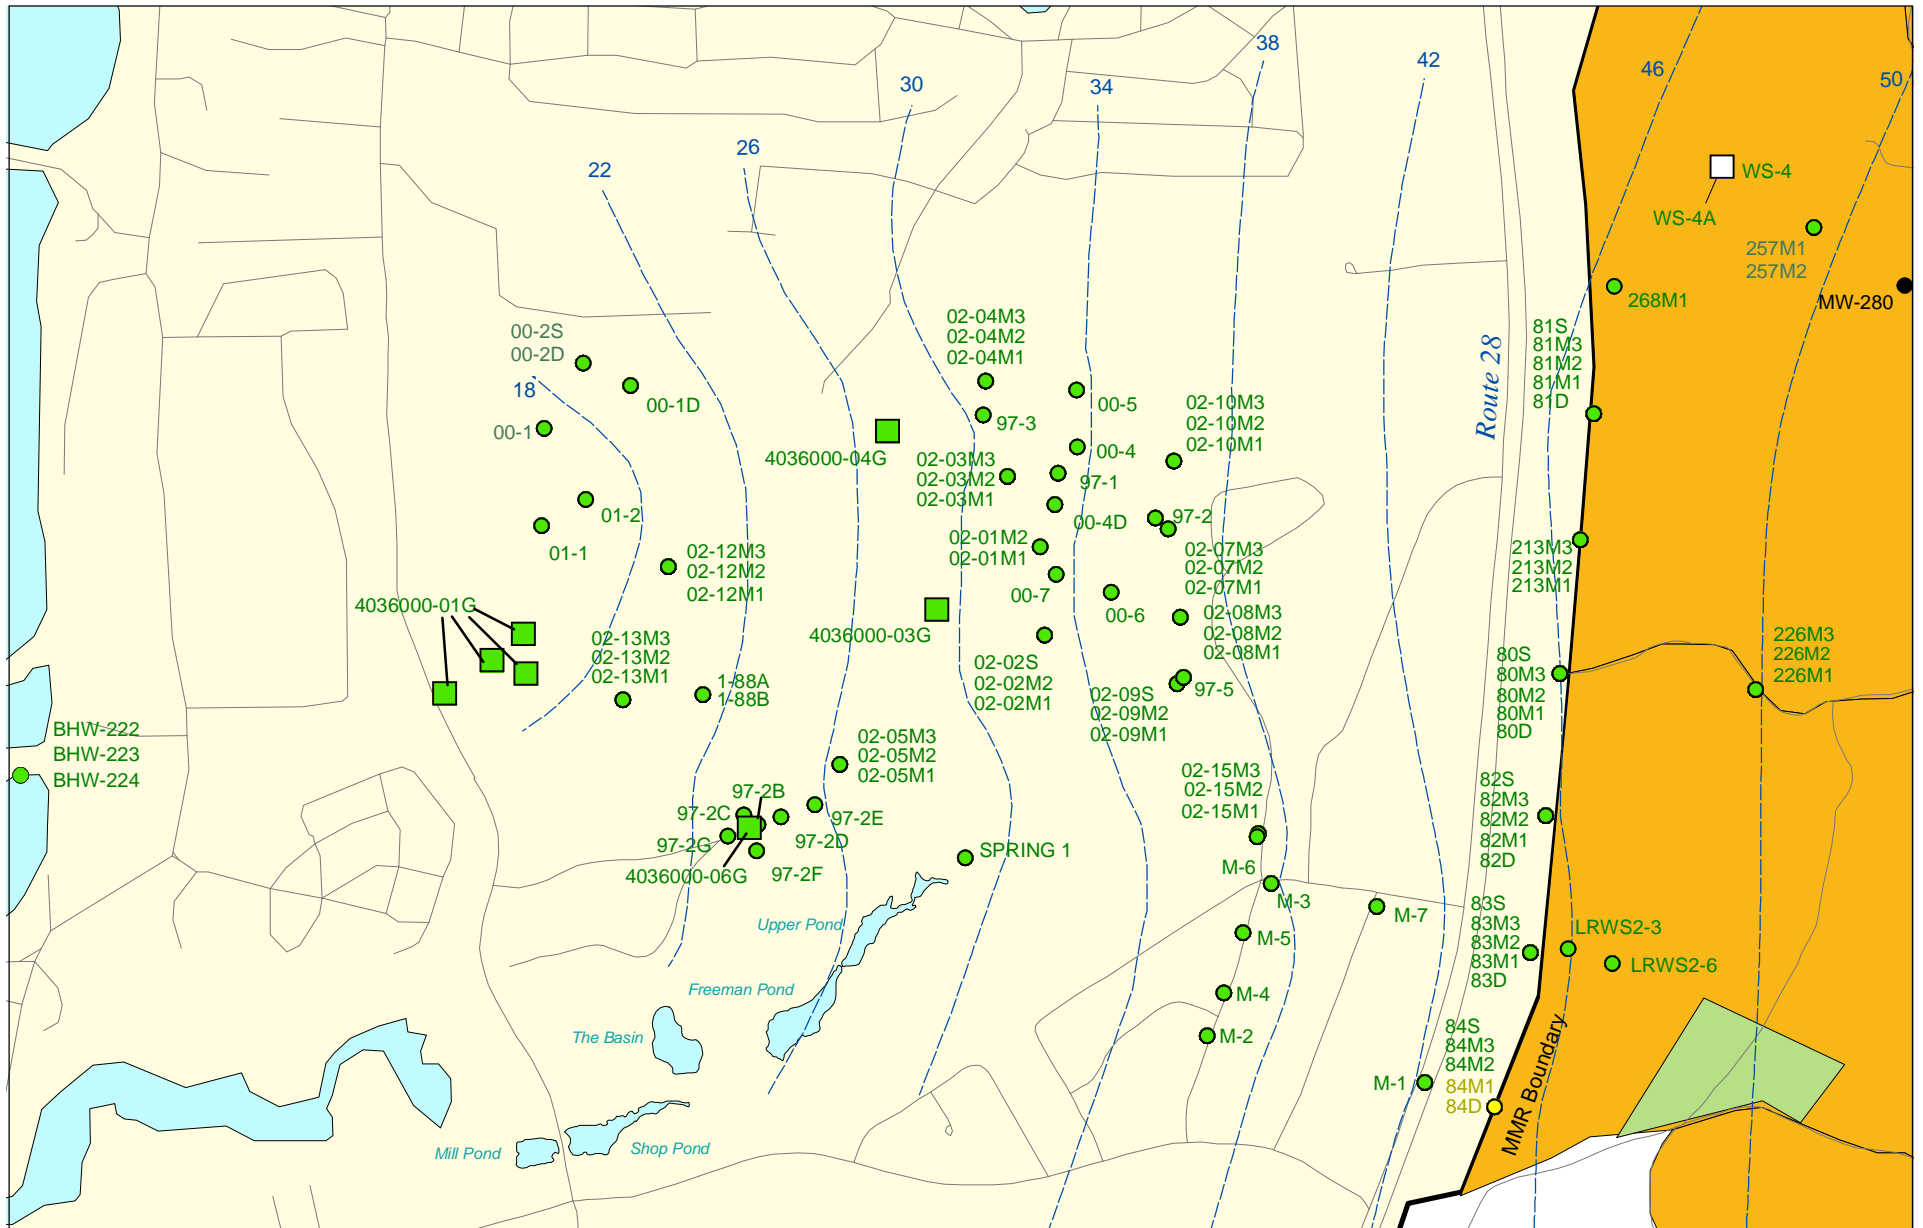 38
42
46
50
30
34
26
22
WS-4
WS-4A
257M1
257M2
268M1
MW-280
Route 28
00-2S
00-2D
18
00-1D
00-1
02-04M3
02-04M2
02-04M1
97-3
00-5
00-4
97-1
00-4D
4036000-04G
02-03M3
02-03M2
02-03M1
02-10M3
02-10M2
02-10M1
97-2
02-07M3
02-07M2
02-07M1
81S
81M3
81M2
81M1
81D
01-2
01-1
02-12M3
02-12M2
02-12M1
02-01M2
02-01M1
00-7
00-6
213M3
213M2
213M1
4036000-01G
02-13M3
02-13M2
02-13M1
1-88A
1-88B
4036000-03G
02-02S
02-02M2
02-02M1
02-08M3
02-08M2
02-08M1
97-5
02-09S
02-09M2
02-09M1
80S
80M3
80M2
80M1
80D
226M3
226M2
226M1
BHW-222
BHW-223
BHW-224
02-05M3
02-05M2
02-05M1
97-2B
97-2C
97-2E
97-2D
97-2G
97-2F
4036000-06G
SPRING 1
02-15M3
02-15M2
02-15M1
M-6
M-3
M-7
M-5
M-4
M-2
M-1
82S
82M3
82M2
82M1
82D
83S
83M3
83M2
83M1
83D
LRWS2-3
LRWS2-6
84S
84M3
84M2
84M1
84D
MMR Boundary
Upper Pond
Freeman Pond
The Basin
Mill Pond
Shop Pond